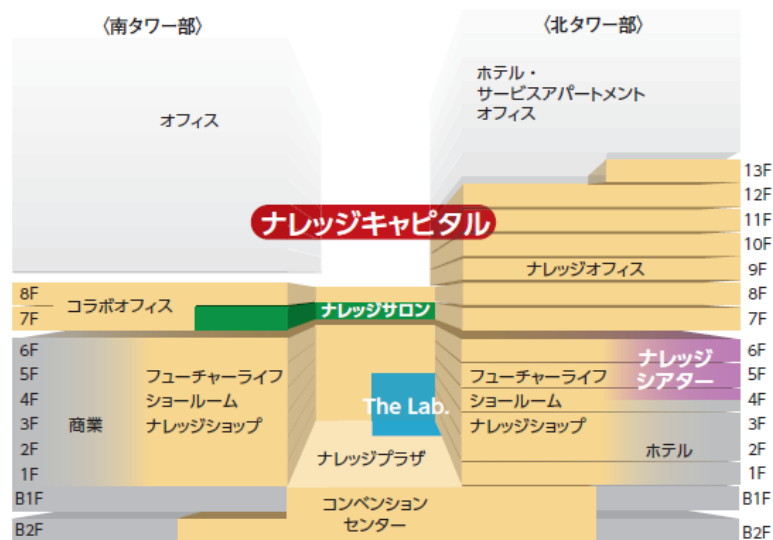 〈南タワー部〉
〈北タワー部〉
オフィス
ホテル・
サービスアパートメント
オフィス
ナレッジキャピタル
13F
12F
11F
10F
9F
8F
7F
ナレッジオフィス
8F
7F
コラボオフィス
ナレッジサロン
6F
5F
4F
3F
2F
1F
商業
フューチャーライフ
ショールーム
ナレッジショップ
The Lab.
ナレッジプラザ
フューチャーライフ
ショールーム
ナレッジショップ
ナレッジ
シアター
ホテル
6F
5F
4F
3F
2F
1F
B1F
B2F
コンベンション
センター
B1F
B2F